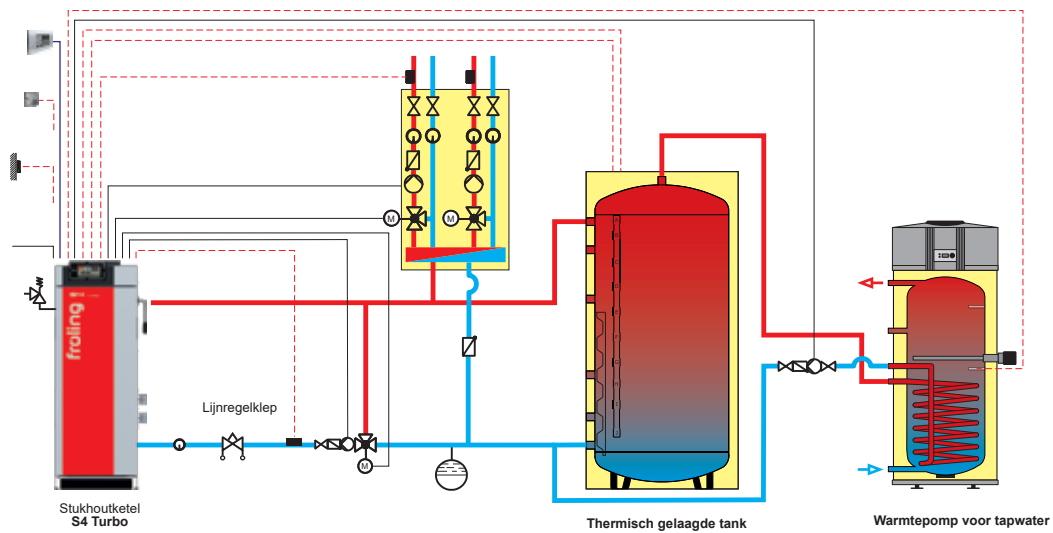 M
M
froling
Lijnregelklep
M
Stukhoutketel
S4 Turbo
Thermisch gelaagde tank
Warmtepomp voor tapwater